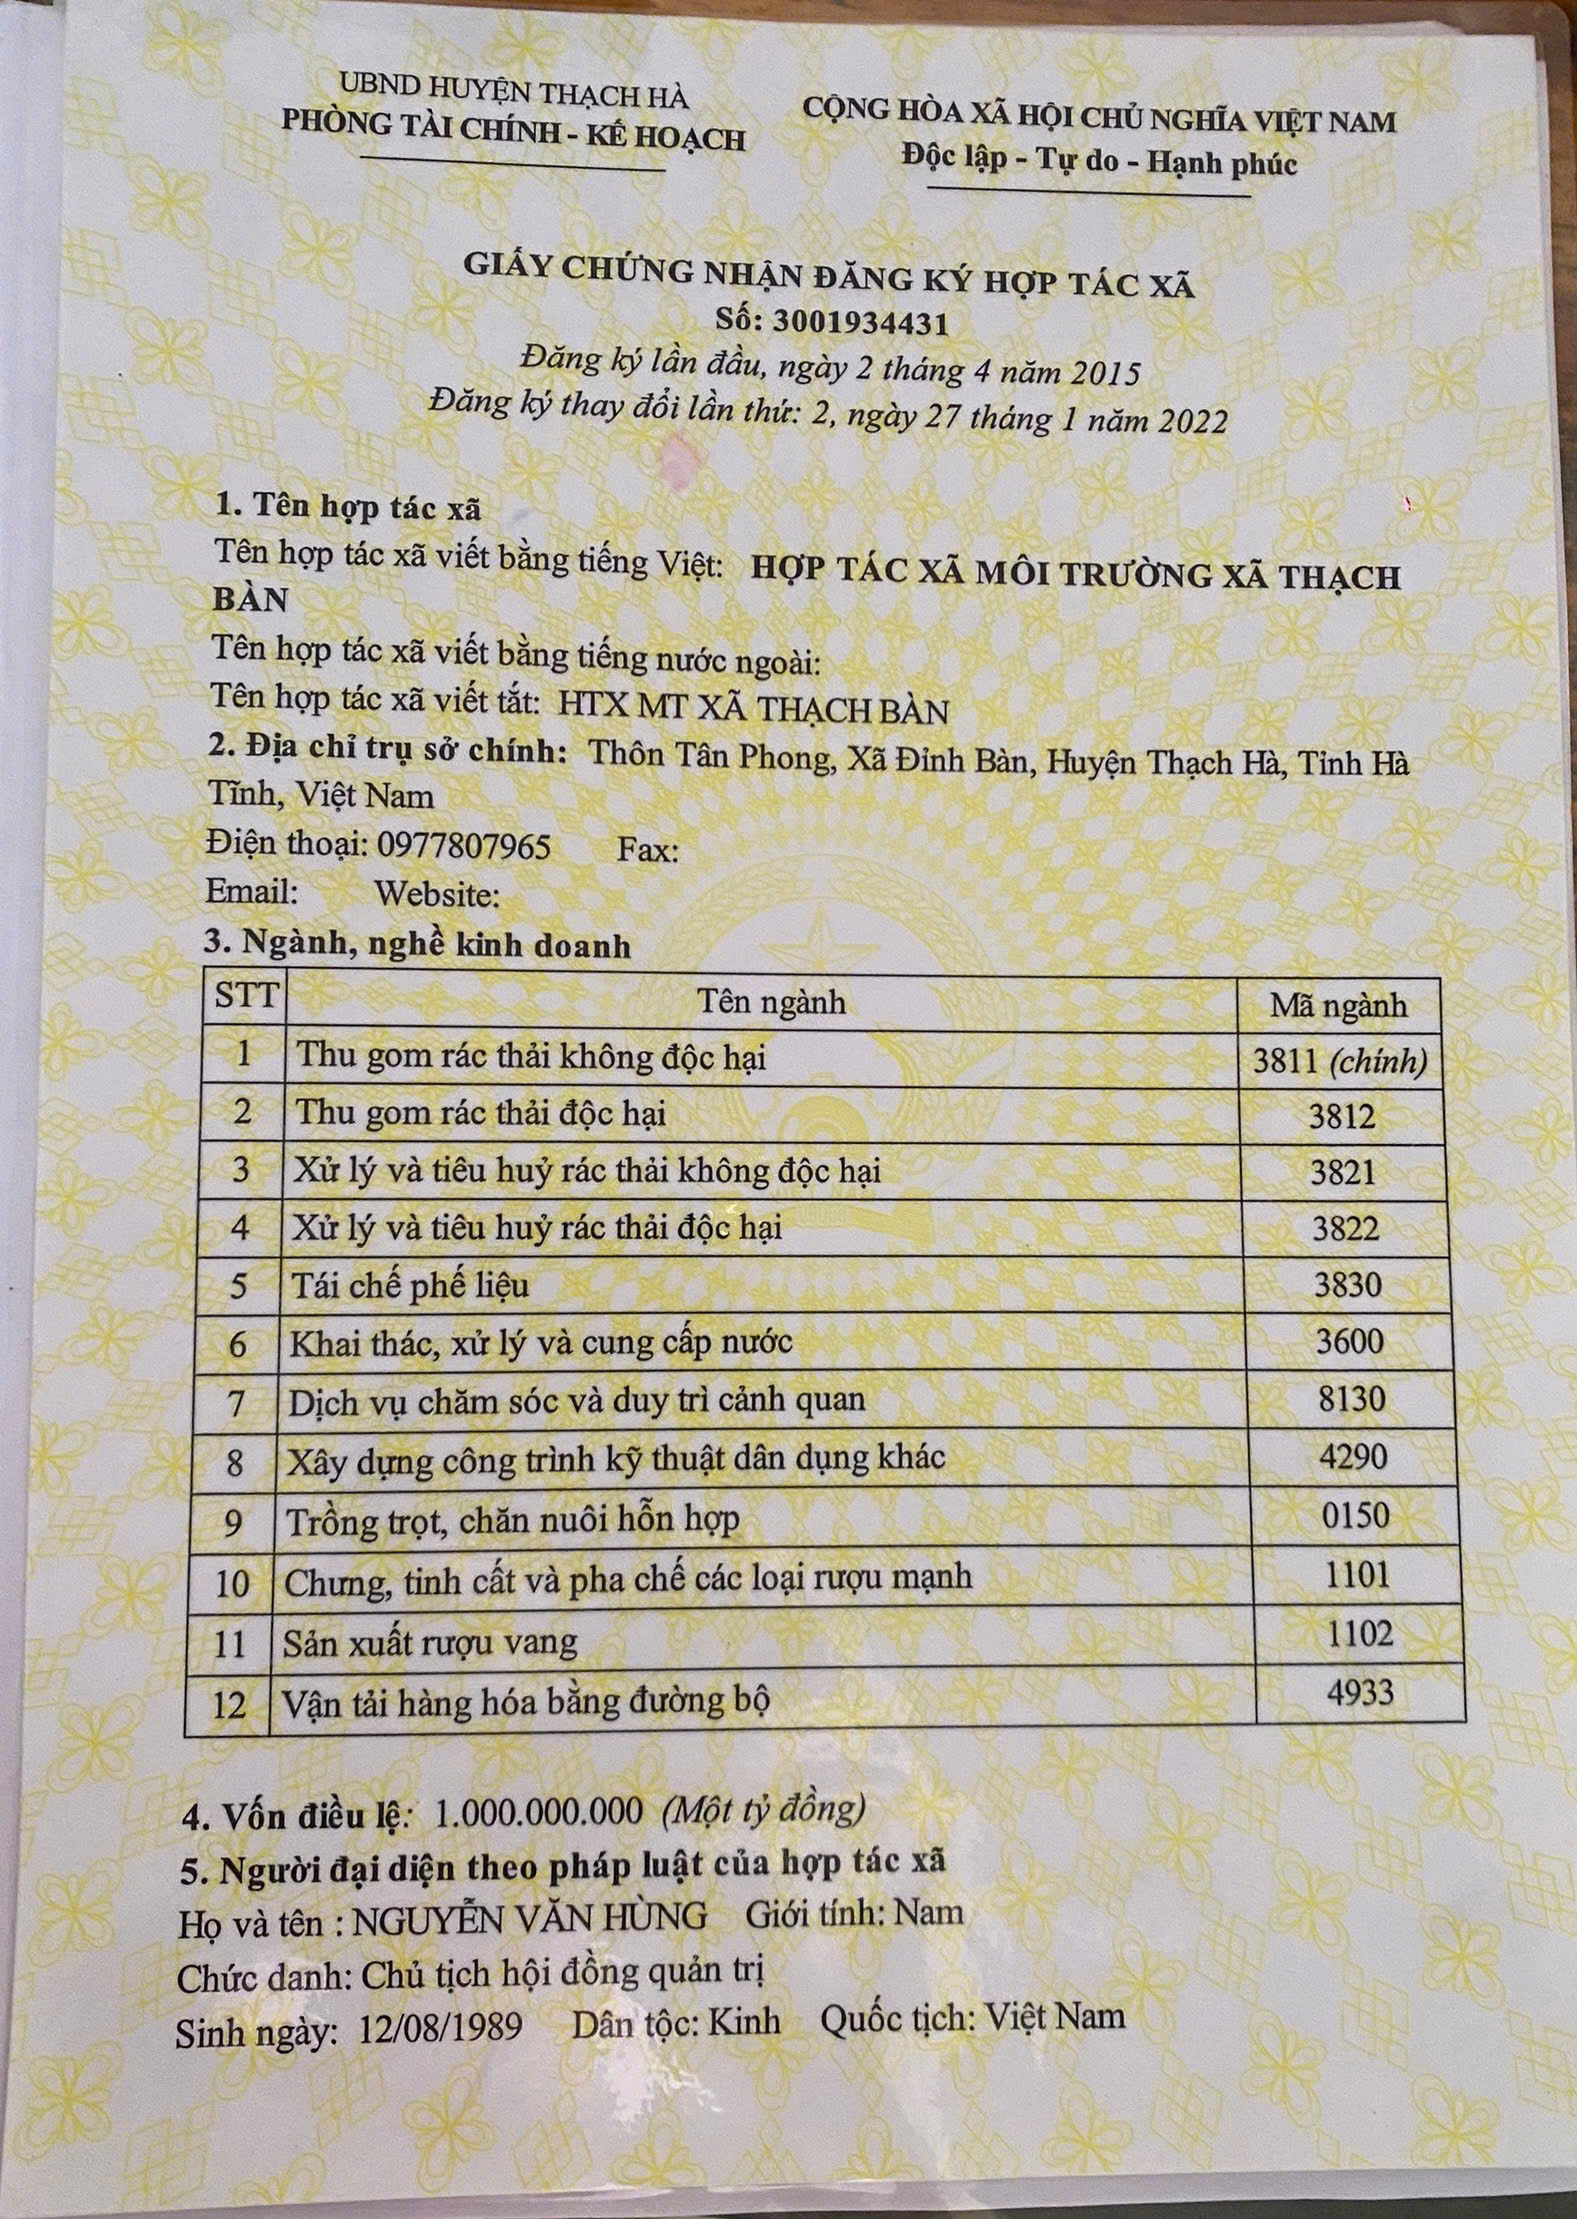 UBND HUYỆN THẠCH HÀ
PHÒNG TÀI CHÍNH - KẾ HOẠCH
CỘNG HÒA XÃ HỘI CHỦ NGHĨA VIỆT NAM
Độc lập - Tự do - Hạnh phúc
GIẤY CHỨNG NHẬN ĐĂNG KÝ HỢP TÁC XÃ
Số: 3001934431
Đăng ký lần đầu, ngày 2 tháng 4 năm 2015
Đăng ký thay đổi lần thứ: 2, ngày 27 tháng 1 năm 2022
1. Tên hợp tác xã
Tên hợp tác xã viết bằng tiếng Việt: HỢP TÁC XÃ MÔI TRƯỜNG XÃ THẠCH
BÀN
Tên hợp tác xã viết bằng tiếng nước ngoài:
Tên hợp tác xã viết tắt: HTX MT XÃ THẠCH BÀN
2. Địa chỉ trụ sở chính: Thôn Tân Phong, Xã Đỉnh Bàn, Huyện Thạch Hà, Tỉnh Hà
Tĩnh, Việt Nam
Điện thoại: 0977807965 Fax:
Email: Website:
3. Ngành, nghề kinh doanh
STT Tên ngành Mã ngành
1 Thu gom rác thải không độc hại 3811 (chính)
2 Thu gom rác thải độc hại 3812
3 Xử lý và tiêu huỷ rác thải không độc hại 3821
4 Xử lý và tiêu huỷ rác thải độc hại 3822
5 Tái chế phế liệu 3830
6 Khai thác, xử lý và cung cấp nước 3600
7 Dịch vụ chăm sóc và duy trì cảnh quan 8130
8 Xây dựng công trình kỹ thuật dân dụng khác 4290
9 Trồng trọt, chăn nuôi hỗn hợp 0150
10 Chưng, tinh cất và pha chế các loại rượu mạnh 1101
11 Sản xuất rượu vang 1102
12 Vận tải hàng hóa bằng đường bộ 4933
4. Vốn điều lệ: 1.000.000.000 (Một tỷ đồng)
5. Người đại diện theo pháp luật của hợp tác xã
Họ và tên : NGUYỄN VĂN HÙNG Giới tính: Nam
Chức danh: Chủ tịch hội đồng quản trị
Sinh ngày: 12/08/1989 Dân tộc: Kinh Quốc tịch: Việt Nam